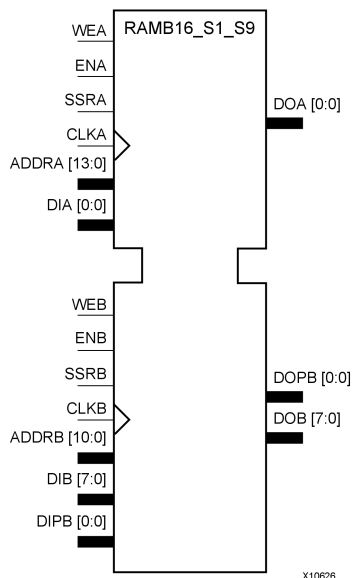 RAMB16_S1_S9
WEA
ENA
SSRA
DOA [0:0]
CLKA
ADDRA [13:0]
DIA [0:0]
WEB
ENB
SSRB
DOPB [0:0]
CLKB
DOB [7:0]
ADDRB [10:0]
DIB [7:0]
DIPB [0:0]
X10626